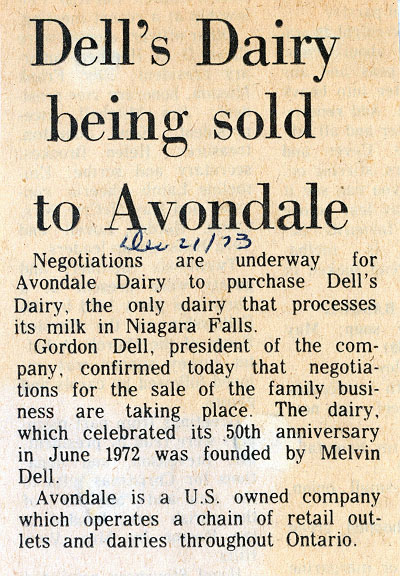 Dell's Dairy
being sold
to Avondale
Dec 21/73
Negotiations are underway for
Avondale Dairy to purchase Dell's
Dairy, the only dairy that processes
its milk in Niagara Falls.
Gordon Dell, president of the com-
pany, confirmed today that negotia-
tions for the sale of the family busi-
ness are taking place. The dairy,
which celebrated its 50th anniversary
in June 1972 was founded by Melvin
Dell.
Avondale is a U.S. owned company
which operates a chain of retail out-
lets and dairies throughout Ontario.